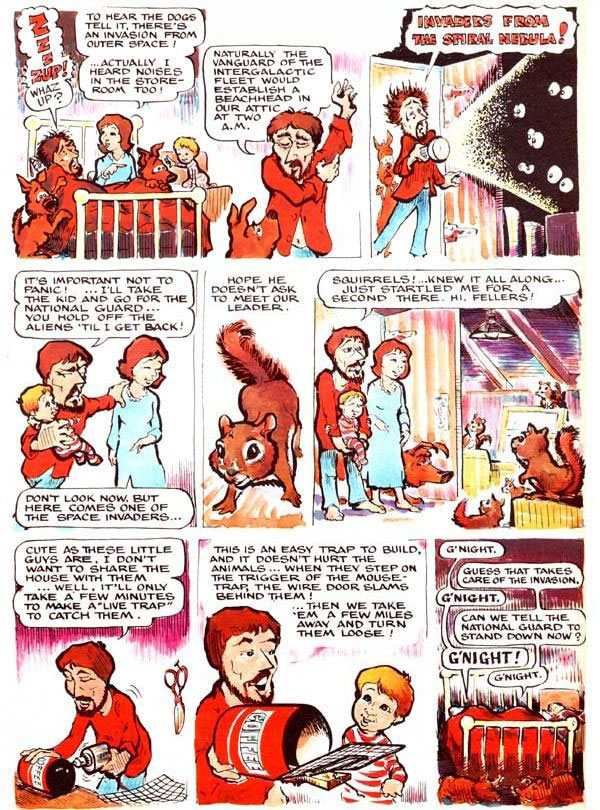 Z
Z
Z
ZUP!
WHAZ
UP?
TO HEAR THE DOGS
TELL IT, THERE'S
AN INVASION FROM
OUTER SPACE!
...ACTUALLY I
HEARD NOISES
IN THE STORE-
ROOM TOO!
NATURALLY THE
VANGUARD OF THE
INTERGALACTIC
FLEET WOULD
ESTABLISH A
BEACHHEAD IN
OUR ATTIC
AT TWO
A.M.
INVADERS FROM
THE SPIRAL NEBULA!
IT'S IMPORTANT NOT TO
PANIC! ...I'LL TAKE
THE KID AND GO FOR THE
NATIONAL GUARD...
YOU HOLD OFF THE
ALIENS 'TIL I GET BACK!
DON'T LOOK NOW, BUT
HERE COMES ONE OF
THE SPACE INVADERS...
HOPE HE
DOESN'T ASK
TO MEET OUR
LEADER.
SQUIRRELS!...KNEW IT ALL ALONG...
JUST STARTLED ME FOR A
SECOND THERE. HI, FELLERS!
CUTE AS THESE LITTLE
GUYS ARE, I DON'T
WANT TO SHARE THE
HOUSE WITH THEM
...WELL, IT'LL ONLY
TAKE A FEW MINUTES
TO MAKE A "LIVE TRAP"
TO CATCH THEM.
COFFEE
THIS IS AN EASY TRAP TO BUILD,
AND IT DOESN'T HURT THE
ANIMALS... WHEN THEY STEP ON
THE TRIGGER OF THE MOUSE-
TRAP, THE WIRE DOOR SLAMS
BEHIND THEM!
...THEN WE TAKE
'EM A FEW MILES
AWAY AND TURN
THEM LOOSE!
COFFEE
G'NIGHT.
GUESS THAT TAKES
CARE OF THE INVASION.
G'NIGHT.
CAN WE TELL THE
NATIONAL GUARD TO
STAND DOWN NOW?
G'NIGHT!
G'NIGHT.